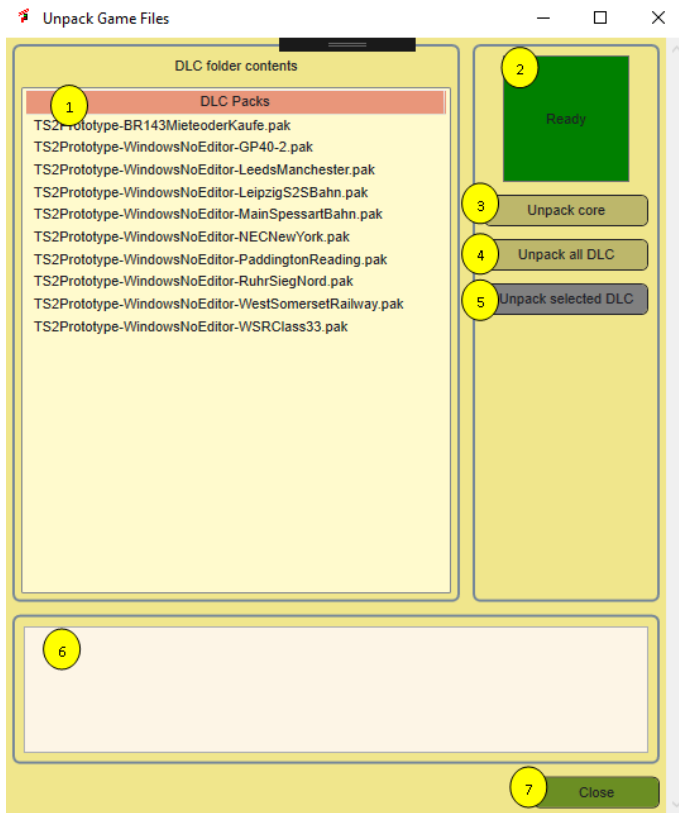 Unpack Game Files
DLC folder contents
1
DLC Packs
TS2Prototype-BR143MieteoderKaufe.pak
TS2Prototype-WindowsNoEditor-GP40-2.pak
TS2Prototype-WindowsNoEditor-LeedsManchester.pak
TS2Prototype-WindowsNoEditor-LeipzigS2SBahn.pak
TS2Prototype-WindowsNoEditor-MainSpessartBahn.pak
TS2Prototype-WindowsNoEditor-NECNewYork.pak
TS2Prototype-WindowsNoEditor-PaddingtonReading.pak
TS2Prototype-WindowsNoEditor-RuhrSiegNord.pak
TS2Prototype-WindowsNoEditor-WestSomersetRailway.pak
TS2Prototype-WindowsNoEditor-WSRClass33.pak
2
Ready
3
Unpack core
4
Unpack all DLC
5
Unpack selected DLC
6
7
Close